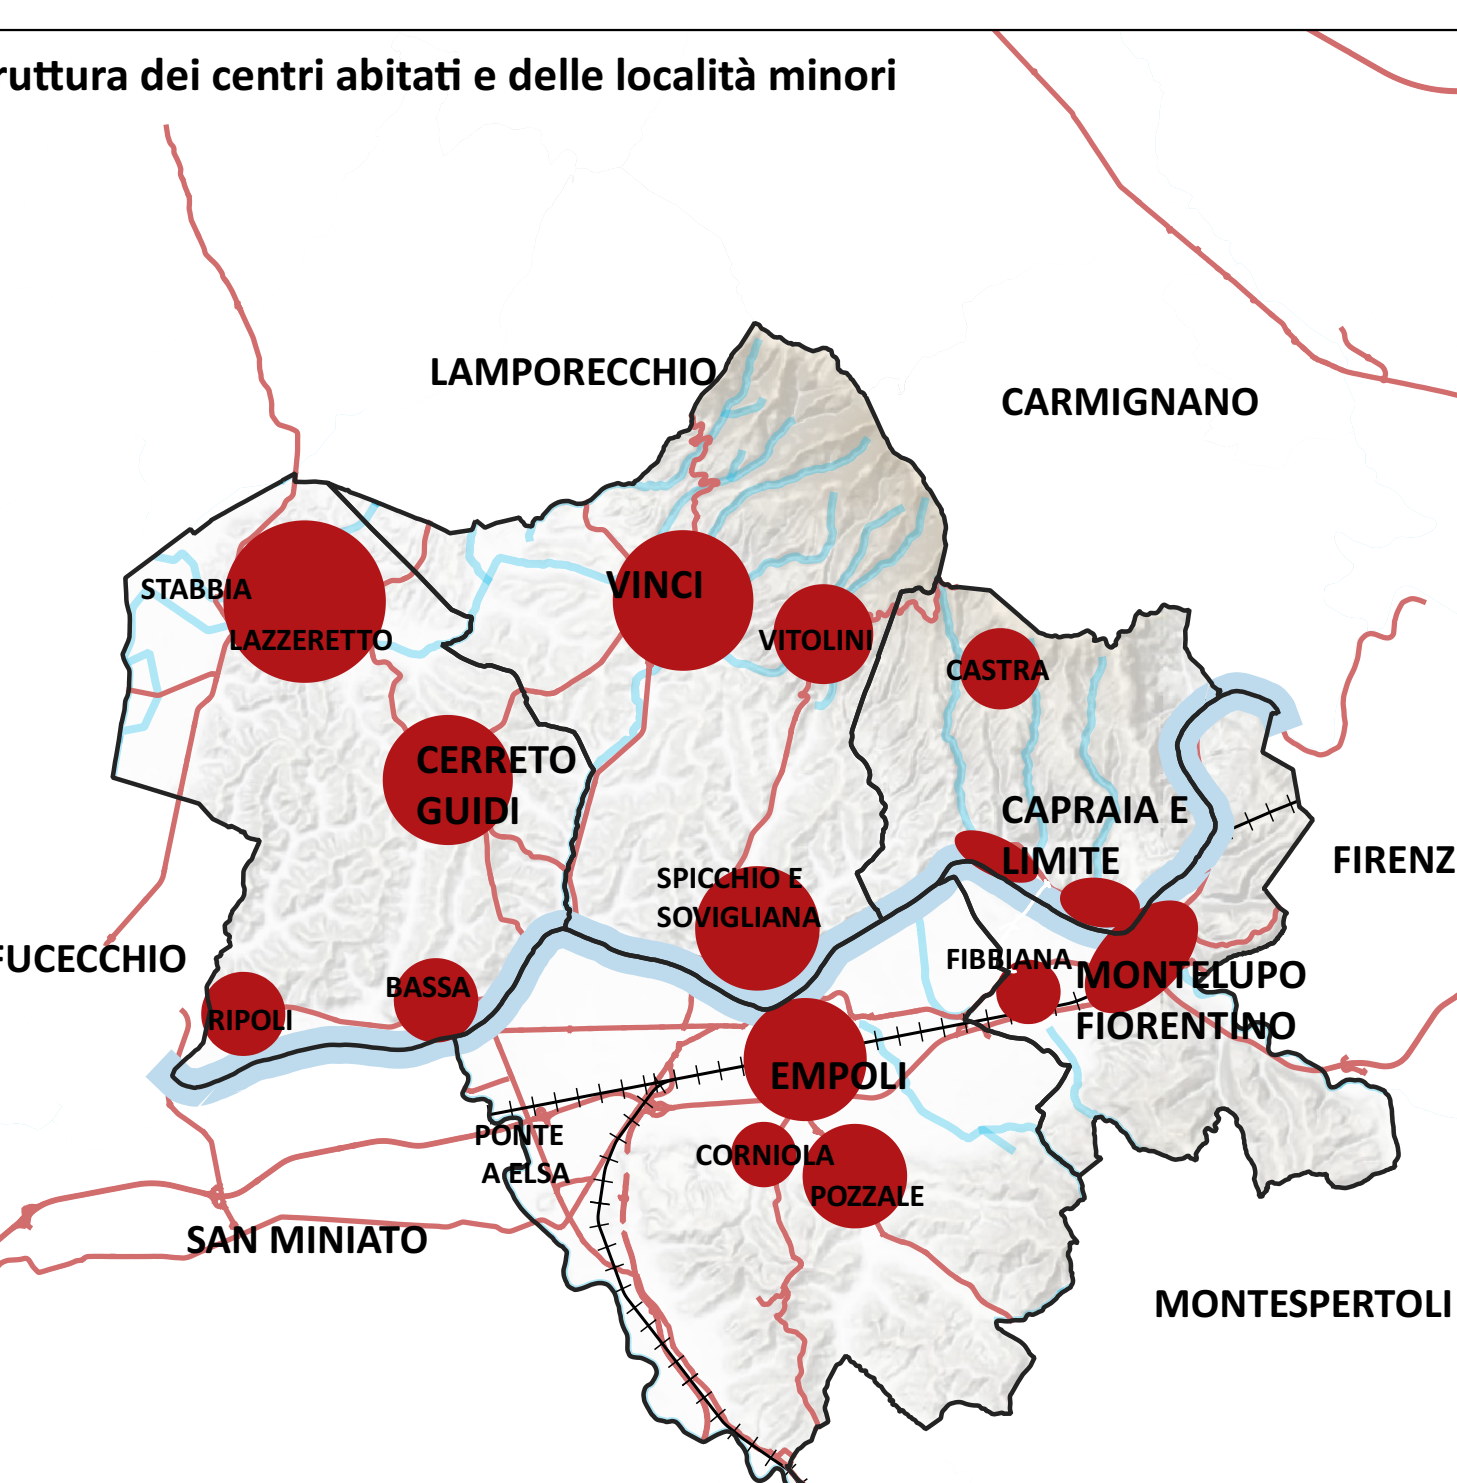 ruttura dei centri abitati e delle località minori
LAMPORECCHIO
CARMIGNANO
STABBIA
LAZZERETTO
VINCI
VITOLINI
CASTRA
CERRETO
GUIDI
CAPRAIA E
LIMITE
FIRENZ
SPICCHIO E
SOVIGLIANA
FUCECCHIO
BASSA
RIPOLI
FIBBIANA
MONTELUPO
FIORENTINO
EMPOLI
PONTE
A ELSA
CORNIOLA
POZZALE
SAN MINIATO
MONTESPERTOLI